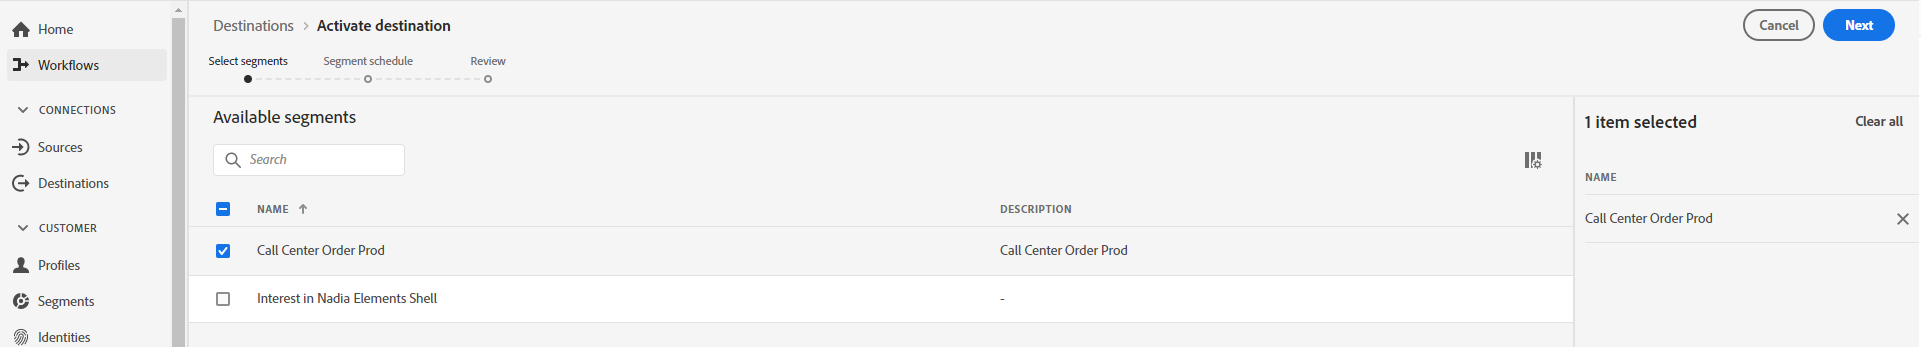 Home
Workflows
CONNECTIONS
Sources
Destinations
CUSTOMER
Profiles
Segments
Identities
Destinations > Activate destination
Cancel
Next
Select segments
Segment schedule
Review
Available segments
Search
NAME ↑ DESCRIPTION
Call Center Order Prod Call Center Order Prod
Interest in Nadia Elements Shell -
1 item selected Clear all
NAME
Call Center Order Prod